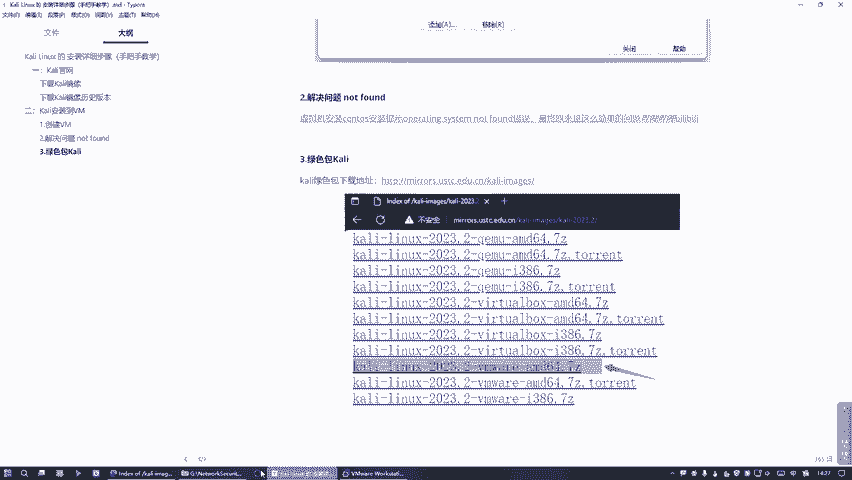 Kali Linux 的 安装详细步骤（手把手教学）.md - Typora
文件(F) 编辑(E) 段落(P) 格式(O) 视图(V) 主题(T) 帮助(H)
文件 大纲
Kali Linux 的 安装详细步骤（手把手教学）
一：Kali官网
下载Kali镜像
下载Kali镜像历史版本
二：Kali安装到VM
1.创建VM
2.解决问题 not found
3.绿色包Kali
添加(A)... 移除(R)
关闭 帮助
2.解决问题 not found
operating system not found
bilibili
3.绿色包Kali
kali绿色包下载地址：http://mirrors.ustc.edu.cn/kali-images/
Index of /kali-images/kali-2023.2
不安全 mirrors.ustc.edu.cn/kali-images/kali-2023.2/
kali-linux-2023.2-qemu-amd64.7z
kali-linux-2023.2-qemu-amd64.7z.torrent
kali-linux-2023.2-qemu-i386.7z
kali-linux-2023.2-qemu-i386.7z.torrent
kali-linux-2023.2-virtualbox-amd64.7z
kali-linux-2023.2-virtualbox-amd64.7z.torrent
kali-linux-2023.2-virtualbox-i386.7z
kali-linux-2023.2-virtualbox-i386.7z.torrent
kali-linux-2023.2-vmware-amd64.7z
kali-linux-2023.2-vmware-amd64.7z.torrent
kali-linux-2023.2-vmware-i386.7z
Index of /kali-imag... G:\NetworkSecurit... VMware Workstati...
14:27